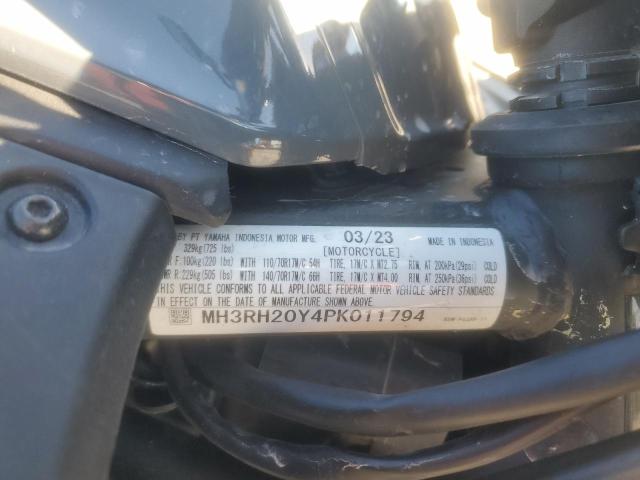 BY PT YAMAHA INDONESIA MOTOR MFG. 03/23 MADE IN INDONESIA
329kg(725 lbs) [MOTORCYCLE]
R F:100kg(220 lbs) WITH 110/70R17M/C 54H TIRE, 17M/C X MT2.75 RIM, AT 200kPa(29psi) COLD
WR R:229kg(505 lbs) WITH 140/70R17M/C 66H TIRE, 17M/C X MT4.00 RIM, AT 250kPa(36psi) COLD
THIS VEHICLE CONFORMS TO ALL APPLICABLE FEDERAL MOTOR VEHICLE SAFETY STANDARDS
IN EFFECT ON THE DATE OF MANUFACTURE SHOWN ABOVE.
MH3RH20Y4PK011794